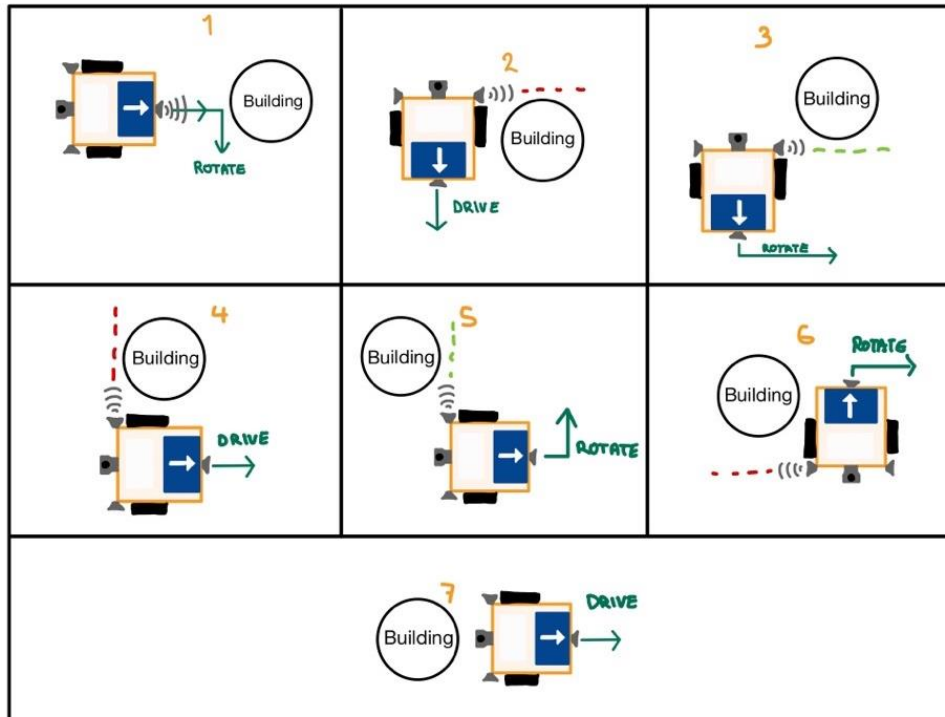 1
Building
ROTATE
2
Building
DRIVE
3
Building
ROTATE
4
Building
DRIVE
5
Building
ROTATE
6
ROTATE
Building
7
DRIVE
Building